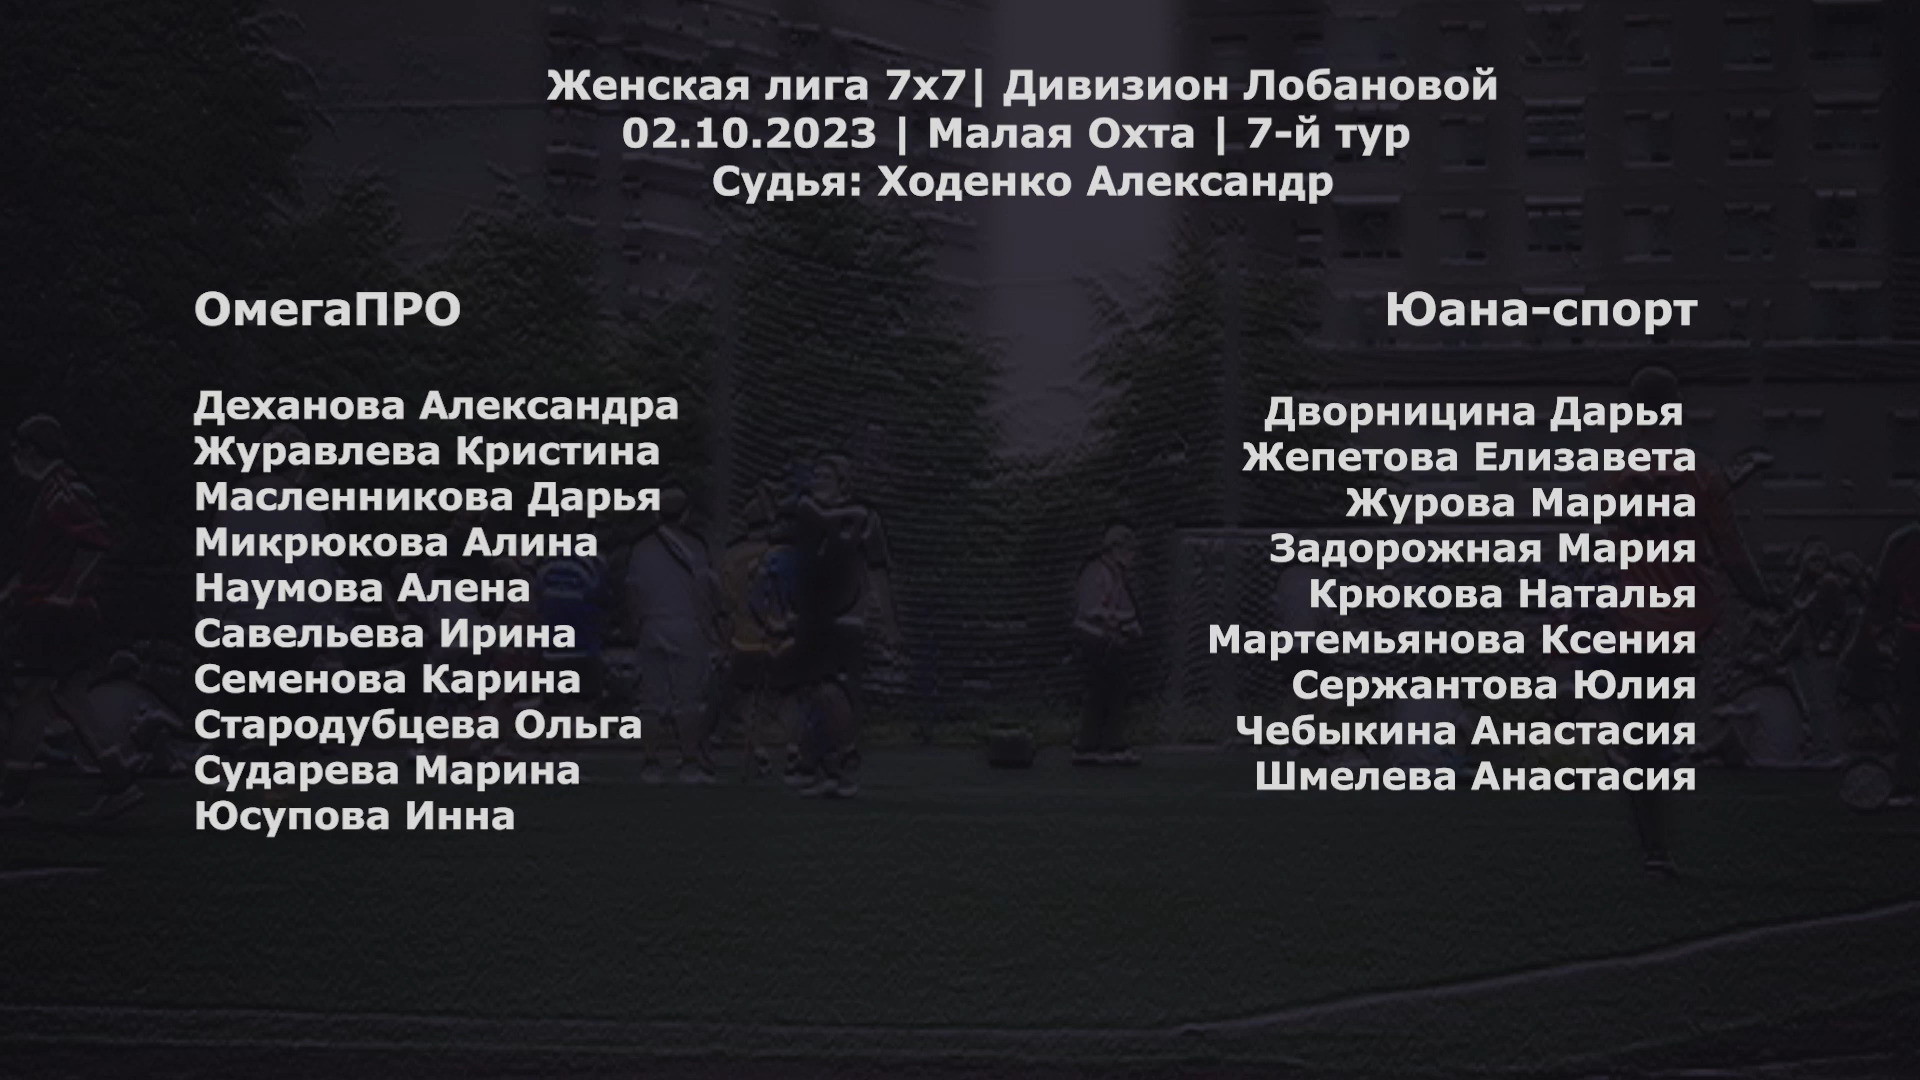 Женская лига 7x7| Дивизион Лобановой
02.10.2023 | Малая Охта | 7-й тур
Судья: Ходенко Александр
ОмегаПРО
Деханова Александра
Журавлева Кристина
Масленникова Дарья
Микрюкова Алина
Наумова Алена
Савельева Ирина
Семенова Карина
Стародубцева Ольга
Сударева Марина
Юсупова Инна
Юана-спорт
Дворницина Дарья
Жепетова Елизавета
Журова Марина
Задорожная Мария
Крюкова Наталья
Мартемьянова Ксения
Сержантова Юлия
Чебыкина Анастасия
Шмелева Анастасия